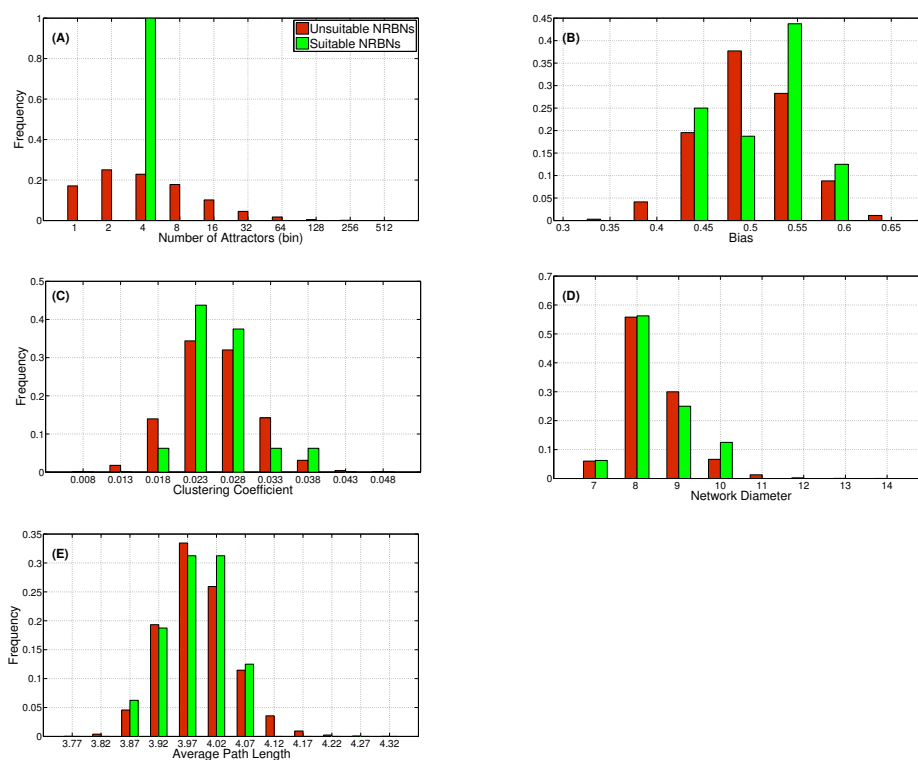 (A)
Unsuitable NRBNs
Suitable NRBNs
1
0.8
0.6
0.4
0.2
0
Frequency
1 2 4 8 16 32 64 128 256 512
Number of Attractors (bin)
(B)
0.45
0.4
0.35
0.3
0.25
0.2
0.15
0.1
0.05
0
0.3 0.35 0.4 0.45 0.5 0.55 0.6 0.65
Bias
(C)
0.5
0.4
0.3
0.2
0.1
0
Frequency
0.008 0.013 0.018 0.023 0.028 0.033 0.038 0.043 0.048
Clustering Coefficient
(D)
0.7
0.6
0.5
0.4
0.3
0.2
0.1
0
7 8 9 10 11 12 13 14
Network Diameter
(E)
0.35
0.3
0.25
0.2
0.15
0.1
0.05
0
Frequency
3.77 3.82 3.87 3.92 3.97 4.02 4.07 4.12 4.17 4.22 4.27 4.32
Average Path Length